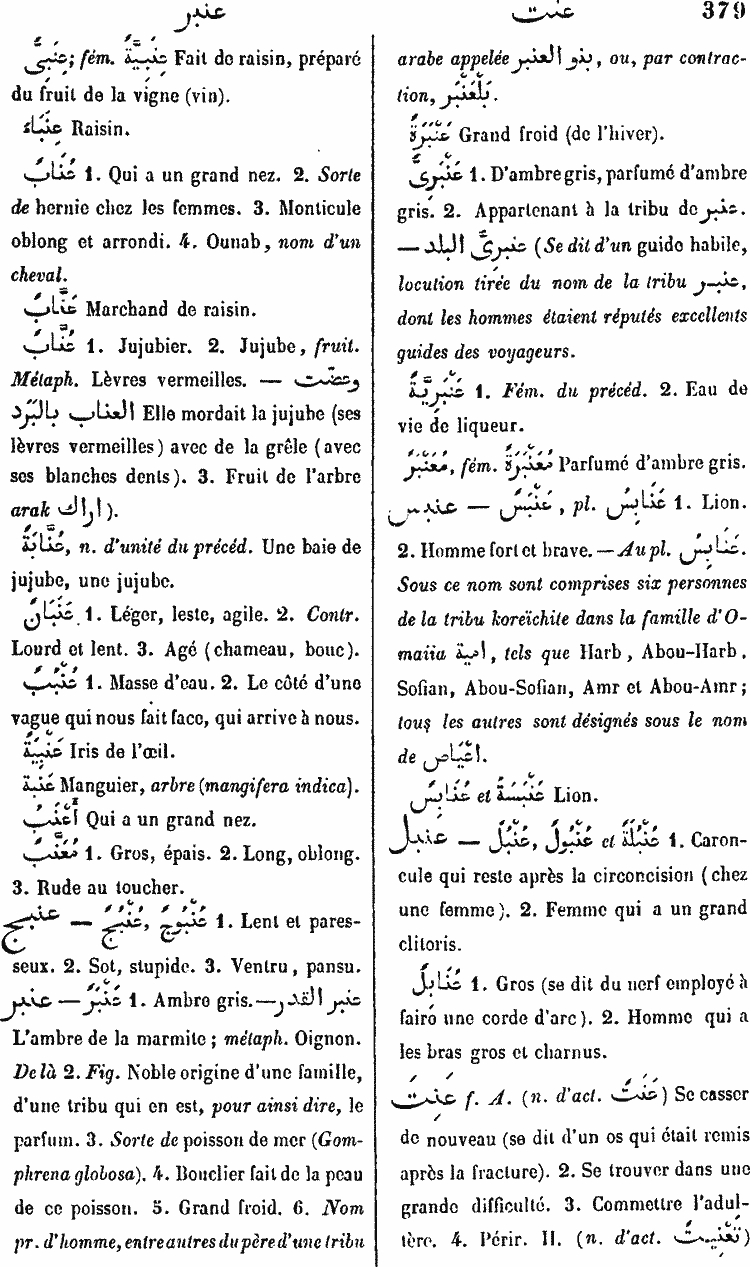 عنبر
عنت
379
عِنَبِىٌّ; fém. عِنَبِيَّةٌ Fait de raisin, préparé
du fruit de la vigne (vin).
عِنَبَاءُ Raisin.
عُنَابٌ 1. Qui a un grand nez. 2. Sorte
de hernie chez les femmes. 3. Monticule
oblong et arrondi. 4. Ounab, nom d'un
cheval.
عَنَّابٌ Marchand de raisin.
عُنَّابٌ 1. Jujubier. 2. Jujube, fruit.
Métaph. Lèvres vermeilles. — وعضّت
العناب بالبَرَد Elle mordait la jujube (ses
lèvres vermeilles) avec de la grêle (avec
ses blanches dents). 3. Fruit de l'arbre
arak اراك).
عُنَّابَةٌ, n. d'unité du précéd. Une baie de
jujube, une jujube.
عَنَبَانٌ 1. Léger, leste, agile. 2. Contr.
Lourd et lent. 3. Agé (chameau, bouc).
عُنْبَبٌ 1. Masse d'eau. 2. Le côté d'une
vague qui nous fait face, qui arrive à nous.
عنبية Iris de l'œil.
عنبة Manguier, arbre (mangifera indica).
أَعْنَبُ Qui a un grand nez.
مُعَنَّبٌ 1. Gros, épais. 2. Long, oblong.
3. Rude au toucher.
عنبج — عُنْبُجٌ, عُنْبُوجٌ 1. Lent et pares-
seux. 2. Sot, stupide. 3. Ventru, pansu.
عنبر — عَنْبَرٌ 1. Ambre gris. — عنبر القدر
L'ambre de la marmite; métaph. Oignon.
De là 2. Fig. Noble origine d'une famille,
d'une tribu qui en est, pour ainsi dire, le
parfum. 3. Sorte de poisson de mer (Gom-
phrena globosa). 4. Bouclier fait de la peau
de ce poisson. 5. Grand froid. 6. Nom
pr. d'homme, entre autres du père d'une tribu
arabe appelée بنو العنبر, ou, par contrac-
tion, بَلْعَنْبَر.
عَنْبَرَةٌ Grand froid (de l'hiver).
عَنْبَرِىٌّ 1. D'ambre gris, parfumé d'ambre
gris. 2. Appartenant à la tribu de عنبر.
— عنبرىّ البلد (Se dit d'un guide habile,
locution tirée du nom de la tribu عنبر,
dont les hommes étaient réputés excellents
guides des voyageurs.
عَنْبَرِيَّةٌ 1. Fém. du précéd. 2. Eau de
vie de liqueur.
مُعَنْبَرٌ, fém. مُعَنْبَرَةٌ Parfumé d'ambre gris.
عنبس — عَنْبَسٌ, pl. عَنَابِسُ 1. Lion.
2. Homme fort et brave. — Au pl. عَنَابِسُ.
Sous ce nom sont comprises six personnes
de la tribu koreïchite dans la famille d'O-
maiia امية, tels que Harb, Abou-Harb,
Sofian, Abou-Sofian, Amr et Abou-Amr;
tous les autres sont désignés sous le nom
de اعْيَاص.
عُنَابِسٌ et عَنْبَسَةٌ Lion.
عنبل — عُنْبُلٌ, عُنْبُولٌ et عُنْبُلَةٌ 1. Caron-
cule qui reste après la circoncision (chez
une femme). 2. Femme qui a un grand
clitoris.
عُنَابِلٌ 1. Gros (se dit du nerf employé à
faire une corde d'arc). 2. Homme qui a
les bras gros et charnus.
عَنِتَ f. A. (n. d'act. عَنَتٌ) Se casser
de nouveau (se dit d'un os qui était remis
après la fracture). 2. Se trouver dans une
grande difficulté. 3. Commettre l'adul-
tère. 4. Périr. II. (n. d'act. تَعْنِيتٌ)